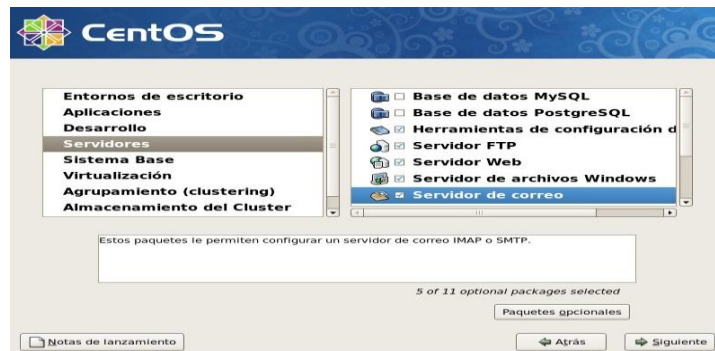 CentOS
Entornos de escritorio
Aplicaciones
Desarrollo
Servidores
Sistema Base
Virtualización
Agrupamiento (clustering)
Almacenamiento del Cluster
Base de datos MySQL
Base de datos PostgreSQL
Herramientas de configuración d
Servidor FTP
Servidor Web
Servidor de archivos Windows
Servidor de correo
Estos paquetes le permiten configurar un servidor de correo IMAP o SMTP.
5 of 11 optional packages selected
Paquetes opcionales
Notas de lanzamiento
Atrás
Siguiente